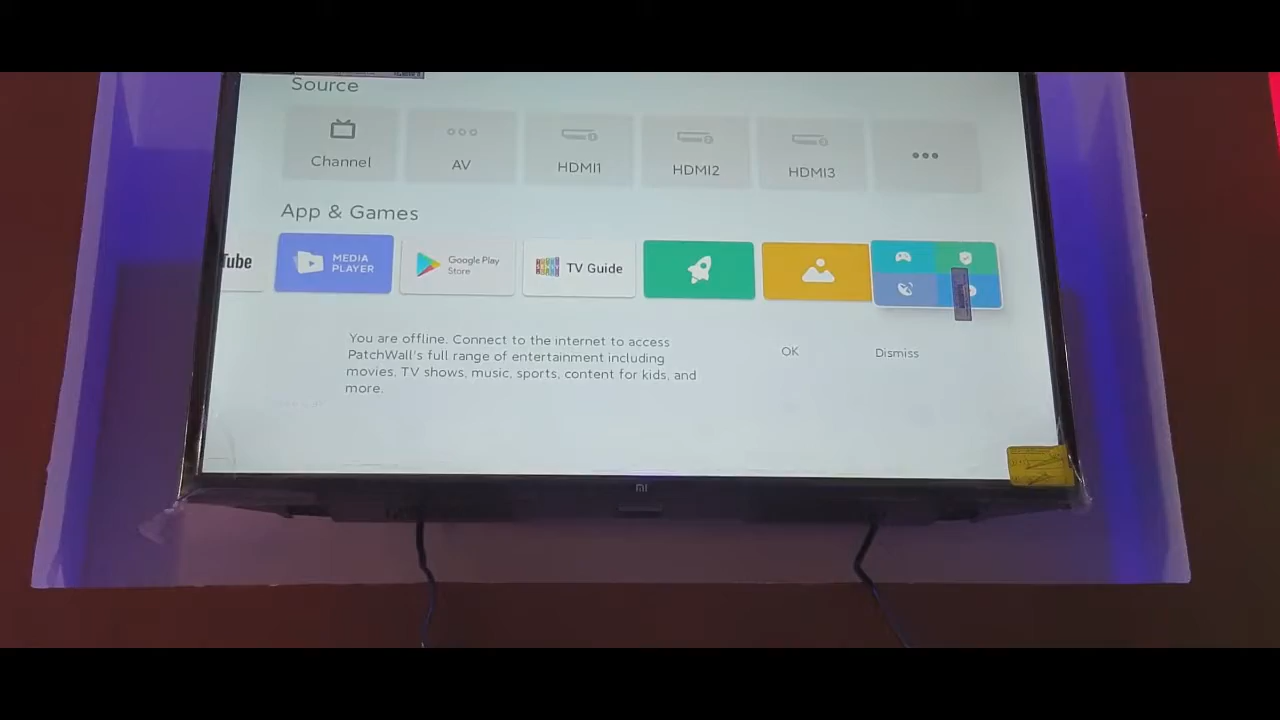 Source
Channel
AV
HDMI1
HDMI2
HDMI3
App & Games
Tube
MEDIA
PLAYER
Google Play
Store
TV Guide
You are offline. Connect to the internet to access
PatchWall's full range of entertainment including
movies, TV shows, music, sports, content for kids, and
more.
OK
Dismiss
mi